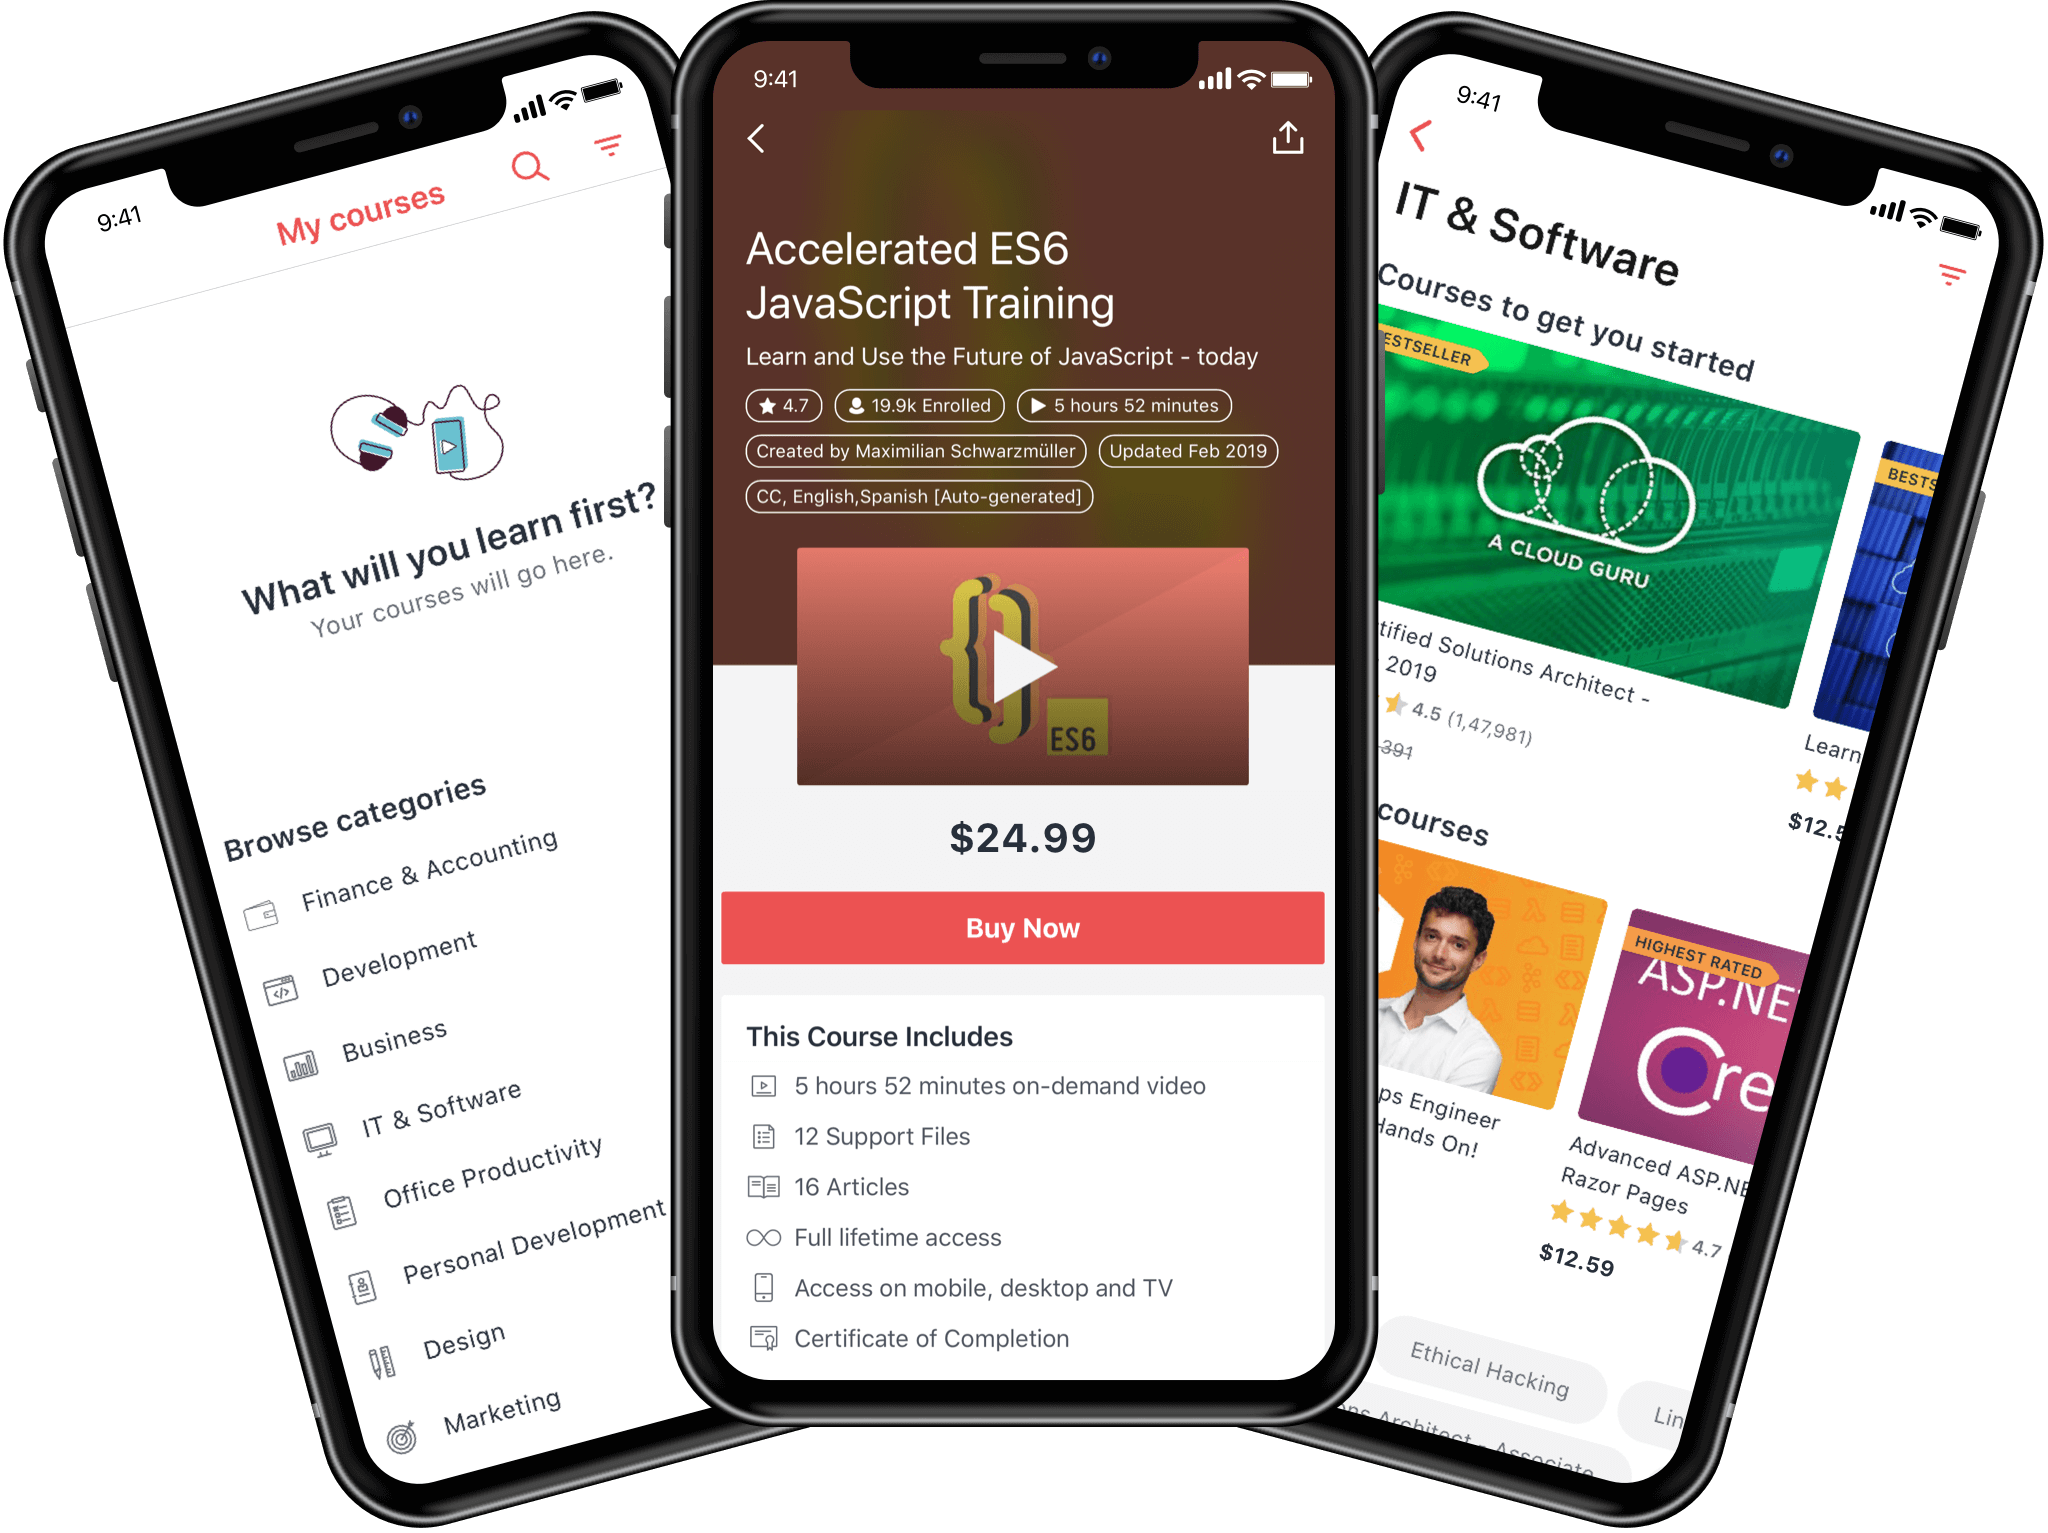 9:41
My courses
What will you learn first?
Your courses will go here.
Browse categories
Finance & Accounting
Development
Business
IT & Software
Office Productivity
Personal Development
Design
Marketing
9:41
Accelerated ES6
JavaScript Training
Learn and Use the Future of JavaScript - today
4.7
19.9k Enrolled
5 hours 52 minutes
Created by Maximilian Schwarzmüller
Updated Feb 2019
CC, English,Spanish [Auto-generated]
ES6
$24.99
Buy Now
This Course Includes
5 hours 52 minutes on-demand video
12 Support Files
16 Articles
Full lifetime access
Access on mobile, desktop and TV
Certificate of Completion
9:41
IT & Software
Courses to get you started
ESTSELLER
A CLOUD GURU
BESTS
tified Solutions Architect -
2019
4.5 (1,47,981)
391
Learn
$12.5
courses
HIGHEST RATED
ASP.NE
Core
ps Engineer
Hands On!
Advanced ASP.NE
Razor Pages
4.7
$12.59
Ethical Hacking
Lin
ons Architect - Associate